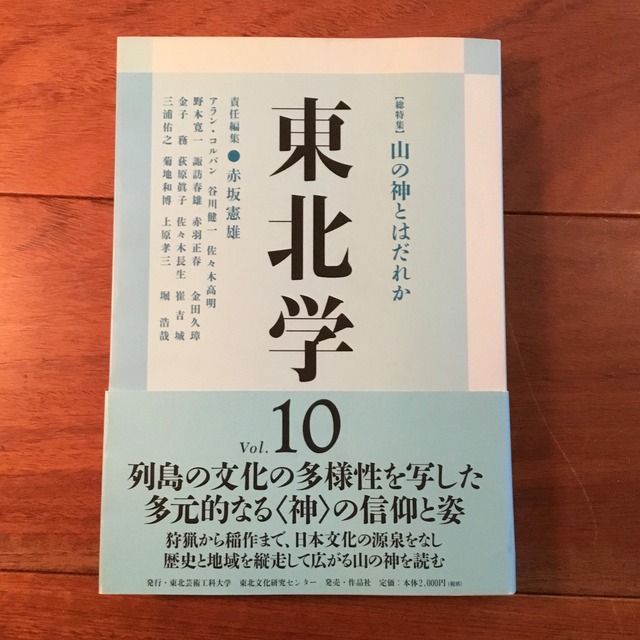 ［総特集］山の神とはだれか
東北学
責任編集●赤坂憲雄
アラン・コルバン 谷川健一 佐々木高明
野本寛一 諏訪春雄 赤羽正春 金田久璋
金子 務 萩原眞子 佐々木長生 崔吉城
三浦佑之 菊地和博 上原孝三 堀 浩哉
Vol. 10
列島の文化の多様性を写した
多元的なる〈神〉の信仰と姿
狩猟から稲作まで、日本文化の源泉をなし
歴史と地域を縦走して広がる山の神を読む
発行・東北芸術工科大学 東北文化研究センター 発売・作品社 定価：本体2,000円（税別）